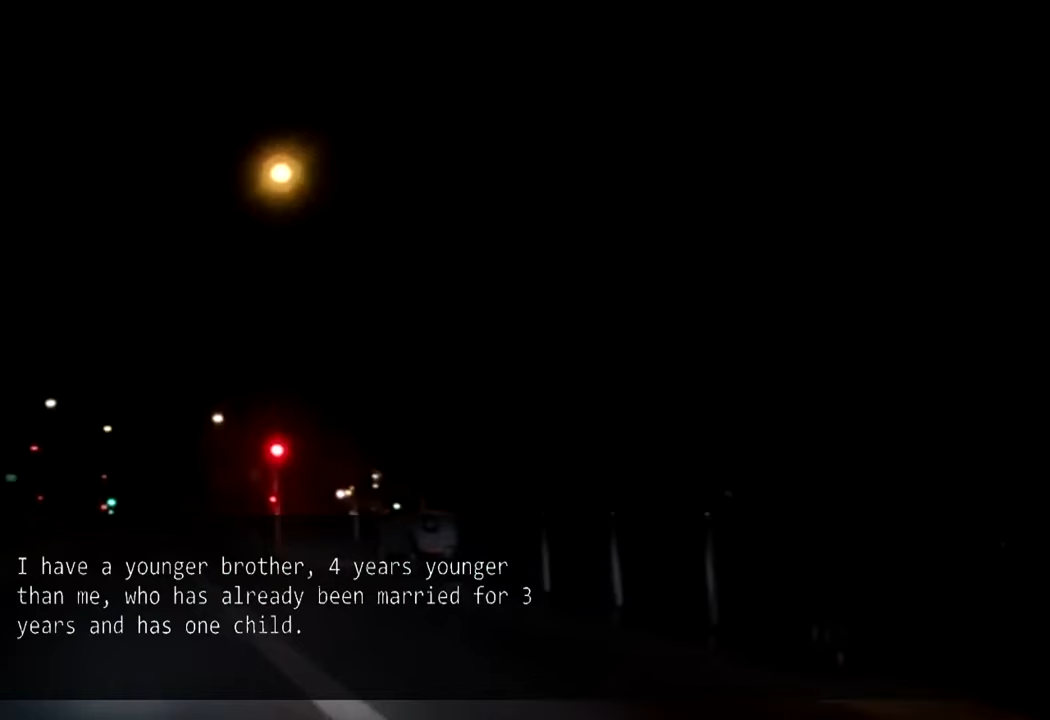 I have a younger brother, 4 years younger
than me, who has already been married for 3
years and has one child.